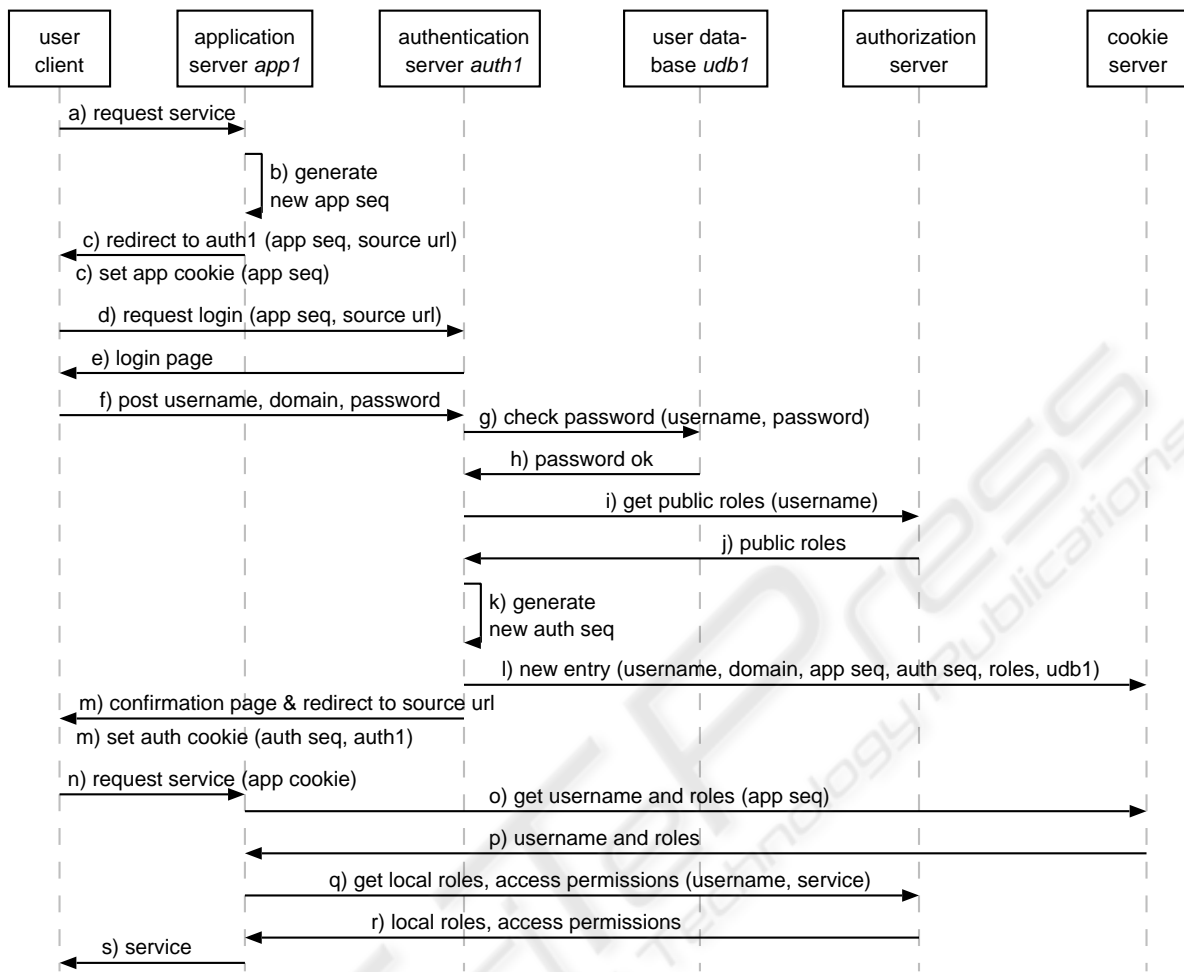 user
client
application
server app1
authentication
server auth1
user data-
base udb1
authorization
server
cookie
server
a) request service
b) generate
new app seq
c) redirect to auth1 (app seq, source url)
c) set app cookie (app seq)
d) request login (app seq, source url)
e) login page
f) post username, domain, password
g) check password (username, password)
h) password ok
i) get public roles (username)
j) public roles
k) generate
new auth seq
l) new entry (username, domain, app seq, auth seq, roles, udb1)
m) confirmation page & redirect to source url
m) set auth cookie (auth seq, auth1)
n) request service (app cookie)
o) get username and roles (app seq)
p) username and roles
q) get local roles, access permissions (username, service)
r) local roles, access permissions
s) service
Technology Publications